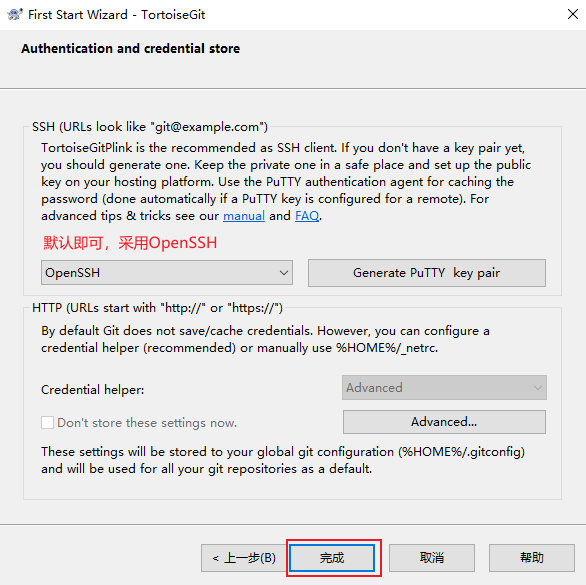 First Start Wizard - TortoiseGit
Authentication and credential store
SSH (URLs look like "git@example.com")
TortoiseGitPlink is the recommended as SSH client. If you don't have a key pair yet,
you should generate one. Keep the private one in a safe place and set up the public
key on your hosting platform. Use the PuTTY authentication agent for caching the
password (done automatically if a PuTTY key is configured for a remote). For
advanced tips & tricks see our manual and FAQ.
默认即可，采用OpenSSH
OpenSSH
Generate PuTTY key pair
HTTP (URLs start with "http://" or "https://")
By default Git does not save/cache credentials. However, you can configure a
credential helper (recommended) or manually use %HOME%/_netrc.
Credential helper:
Advanced
Don't store these settings now.
Advanced...
These settings will be stored to your global git configuration (%HOME%/.gitconfig)
and will be used for all your git repositories as a default.
< 上一步(B)
完成
取消
帮助